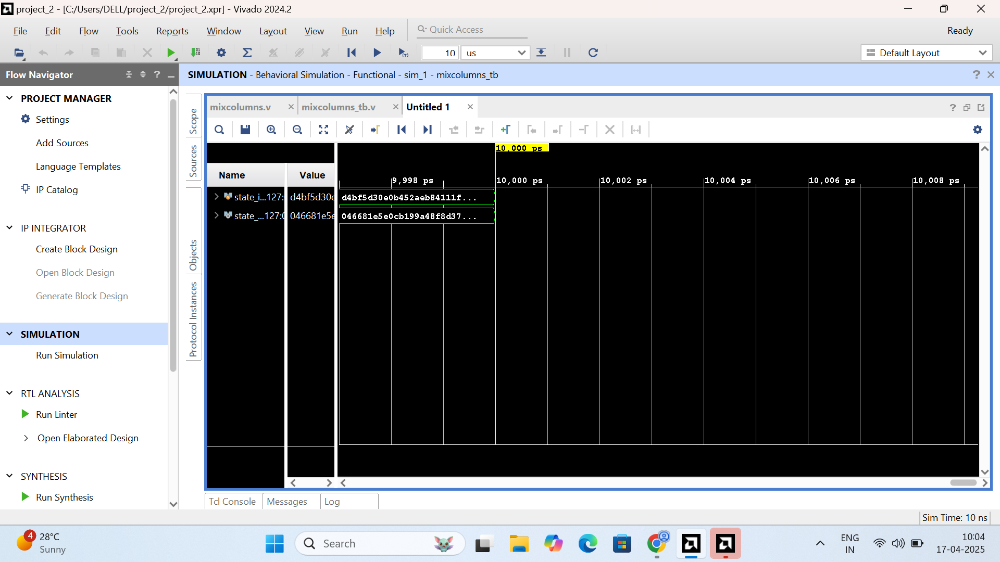 project_2 - [C:/Users/DELL/project_2/project_2.xpr] - Vivado 2024.2
File Edit Flow Tools Reports Window Layout View Run Help Quick Access Ready
10 us Default Layout
Flow Navigator
SIMULATION - Behavioral Simulation - Functional - sim_1 - mixcolumns_tb
PROJECT MANAGER
Settings
Add Sources
Language Templates
IP Catalog
IP INTEGRATOR
Create Block Design
Open Block Design
Generate Block Design
SIMULATION
Run Simulation
RTL ANALYSIS
Run Linter
Open Elaborated Design
SYNTHESIS
Run Synthesis
Scope
Sources
Objects
Protocol Instances
mixcolumns.v mixcolumns_tb.v Untitled 1
10,000 ps
Name Value
9,998 ps 10,000 ps 10,002 ps 10,004 ps 10,006 ps 10,008 ps
state_i...127: d4bf5d30e d4bf5d30e0b452aeb84111f...
state_...127:0 046681e5e 046681e5e0cb199a48f8d37...
Tcl Console Messages Log
Sim Time: 10 ns
4
28°C
Sunny
Search
ENG
IN
10:04
17-04-2025